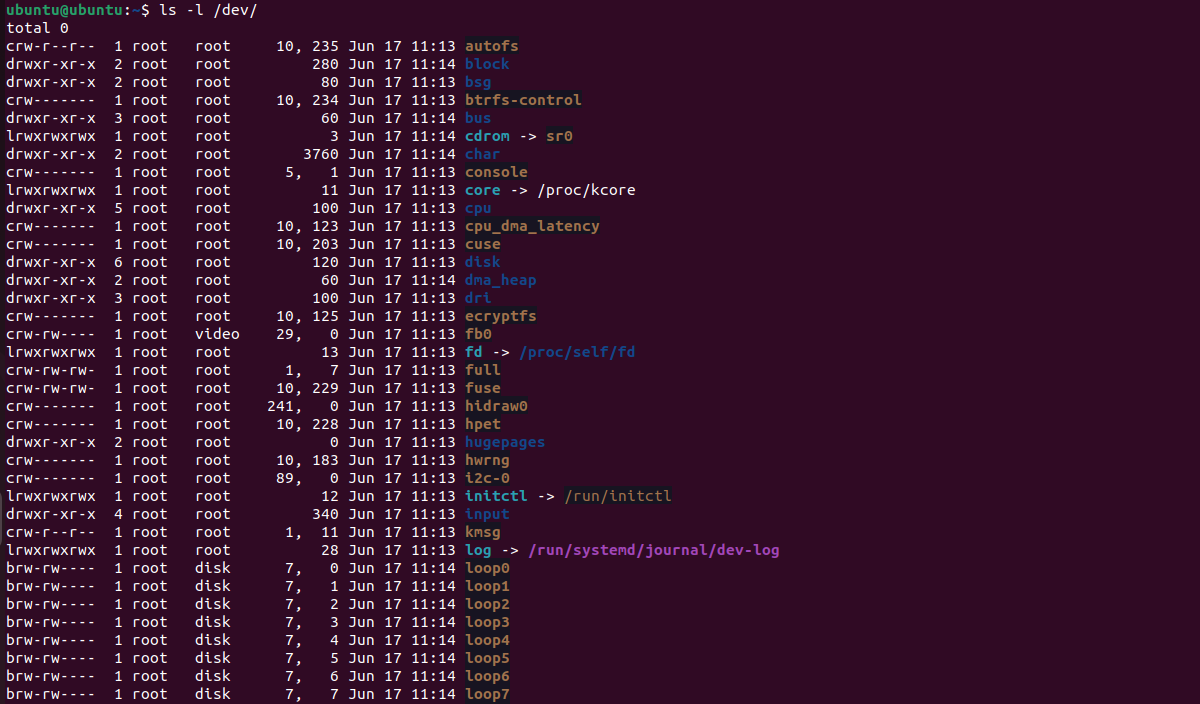 ubuntu@ubuntu:~$ ls -l /dev/
total 0
crw-r--r--  1 root   root     10, 235 Jun 17 11:13 autofs
drwxr-xr-x  2 root   root         280 Jun 17 11:14 block
drwxr-xr-x  2 root   root          80 Jun 17 11:13 bsg
crw-------  1 root   root     10, 234 Jun 17 11:13 btrfs-control
drwxr-xr-x  3 root   root          60 Jun 17 11:14 bus
lrwxrwxrwx  1 root   root           3 Jun 17 11:14 cdrom -> sr0
drwxr-xr-x  2 root   root        3760 Jun 17 11:14 char
crw-------  1 root   root      5,   1 Jun 17 11:13 console
lrwxrwxrwx  1 root   root          11 Jun 17 11:13 core -> /proc/kcore
drwxr-xr-x  5 root   root         100 Jun 17 11:13 cpu
crw-------  1 root   root     10, 123 Jun 17 11:13 cpu_dma_latency
crw-------  1 root   root     10, 203 Jun 17 11:13 cuse
drwxr-xr-x  6 root   root         120 Jun 17 11:13 disk
drwxr-xr-x  2 root   root          60 Jun 17 11:14 dma_heap
drwxr-xr-x  3 root   root         100 Jun 17 11:13 dri
crw-------  1 root   root     10, 125 Jun 17 11:13 ecryptfs
crw-rw----  1 root   video    29,   0 Jun 17 11:13 fb0
lrwxrwxrwx  1 root   root          13 Jun 17 11:13 fd -> /proc/self/fd
crw-rw-rw-  1 root   root      1,   7 Jun 17 11:13 full
crw-rw-rw-  1 root   root     10, 229 Jun 17 11:13 fuse
crw-------  1 root   root    241,   0 Jun 17 11:13 hidraw0
crw-------  1 root   root     10, 228 Jun 17 11:13 hpet
drwxr-xr-x  2 root   root           0 Jun 17 11:13 hugepages
crw-------  1 root   root     10, 183 Jun 17 11:13 hwrng
crw-------  1 root   root     89,   0 Jun 17 11:13 i2c-0
lrwxrwxrwx  1 root   root          12 Jun 17 11:13 initctl -> /run/initctl
drwxr-xr-x  4 root   root         340 Jun 17 11:13 input
crw-r--r--  1 root   root      1,  11 Jun 17 11:13 kmsg
lrwxrwxrwx  1 root   root          28 Jun 17 11:13 log -> /run/systemd/journal/dev-log
brw-rw----  1 root   disk      7,   0 Jun 17 11:14 loop0
brw-rw----  1 root   disk      7,   1 Jun 17 11:14 loop1
brw-rw----  1 root   disk      7,   2 Jun 17 11:14 loop2
brw-rw----  1 root   disk      7,   3 Jun 17 11:14 loop3
brw-rw----  1 root   disk      7,   4 Jun 17 11:14 loop4
brw-rw----  1 root   disk      7,   5 Jun 17 11:14 loop5
brw-rw----  1 root   disk      7,   6 Jun 17 11:14 loop6
brw-rw----  1 root   disk      7,   7 Jun 17 11:14 loop7